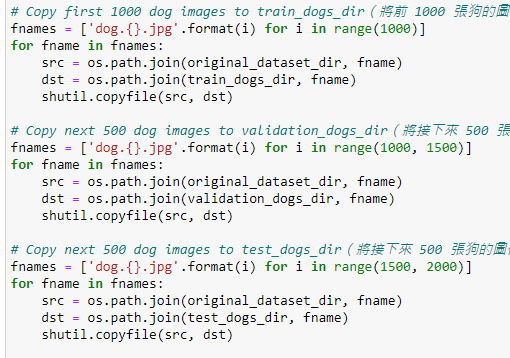 # Copy first 1000 dog images to train_dogs_dir (將前 1000 張狗的圖
fnames = ['dog.{}.jpg'.format(i) for i in range(1000)]
for fname in fnames:
    src = os.path.join(original_dataset_dir, fname)
    dst = os.path.join(train_dogs_dir, fname)
    shutil.copyfile(src, dst)

# Copy next 500 dog images to validation_dogs_dir (將接下來 500 張
fnames = ['dog.{}.jpg'.format(i) for i in range(1000, 1500)]
for fname in fnames:
    src = os.path.join(original_dataset_dir, fname)
    dst = os.path.join(validation_dogs_dir, fname)
    shutil.copyfile(src, dst)

# Copy next 500 dog images to test_dogs_dir (將接下來 500 張狗的圖
fnames = ['dog.{}.jpg'.format(i) for i in range(1500, 2000)]
for fname in fnames:
    src = os.path.join(original_dataset_dir, fname)
    dst = os.path.join(test_dogs_dir, fname)
    shutil.copyfile(src, dst)